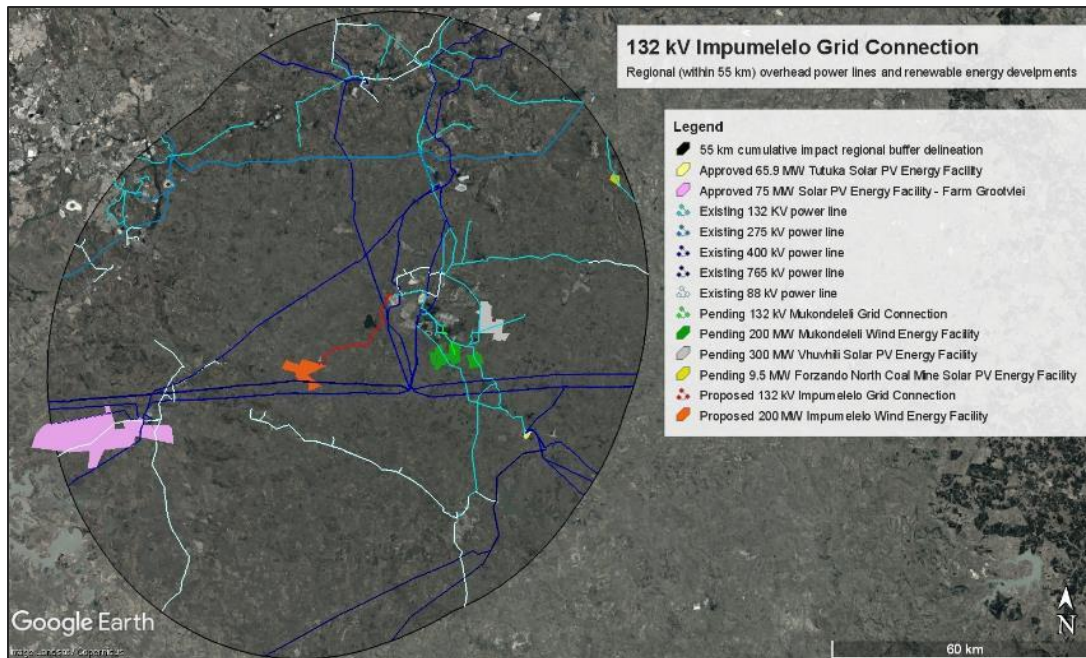 132 kV Impumelelo Grid Connection
Regional (within 55 km) overhead power lines and renewable energy develpments
Legend
55 km cumulative impact regional buffer delineation
Approved 65.9 MW Tutuka Solar PV Energy Facility
Approved 75 MW Solar PV Energy Facility - Farm Grootvlei
Existing 132 KV power line
Existing 275 kV power line
Existing 400 kV power line
Existing 765 kV power line
Existing 88 kV power line
Pending 132 kV Mukondeleli Grid Connection
Pending 200 MW Mukondeleli Wind Energy Facility
Pending 300 MW Vhuvhili Solar PV Energy Facility
Pending 9.5 MW Forzando North Coal Mine Solar PV Energy Facility
Proposed 132 kV Impumelelo Grid Connection
Proposed 200 MW Impumelelo Wind Energy Facility
Google Earth
Image Landsat / Copernicus
N
60 km